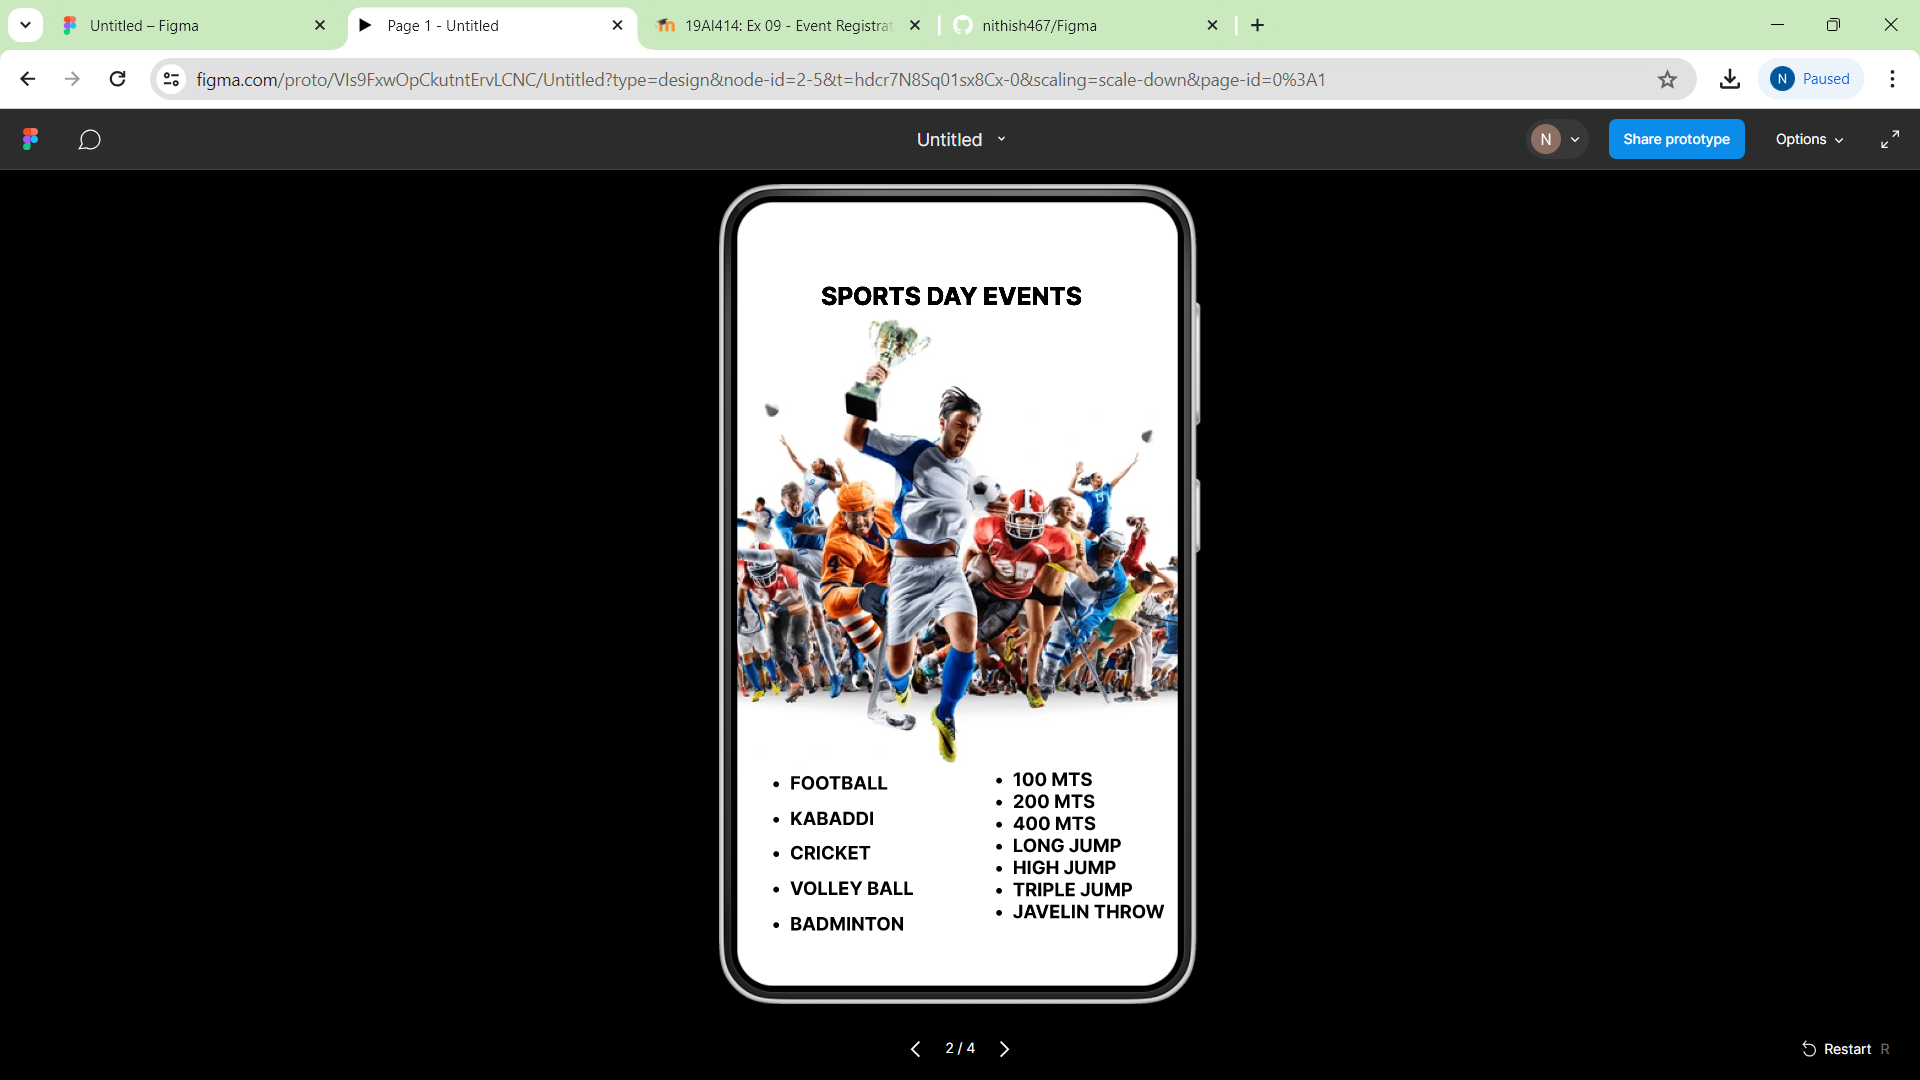 Untitled – Figma
Page 1 - Untitled
19AI414: Ex 09 - Event Registrat
nithish467/Figma
figma.com/proto/VIs9FxwOpCkutntErvLCNC/Untitled?type=design&node-id=2-5&t=hdcr7N8Sq01sx8Cx-0&scaling=scale-down&page-id=0%3A1
N Paused
Untitled
N
Share prototype
Options
SPORTS DAY EVENTS
• FOOTBALL
• KABADDI
• CRICKET
• VOLLEY BALL
• BADMINTON
• 100 MTS
• 200 MTS
• 400 MTS
• LONG JUMP
• HIGH JUMP
• TRIPLE JUMP
• JAVELIN THROW
2 / 4
Restart R